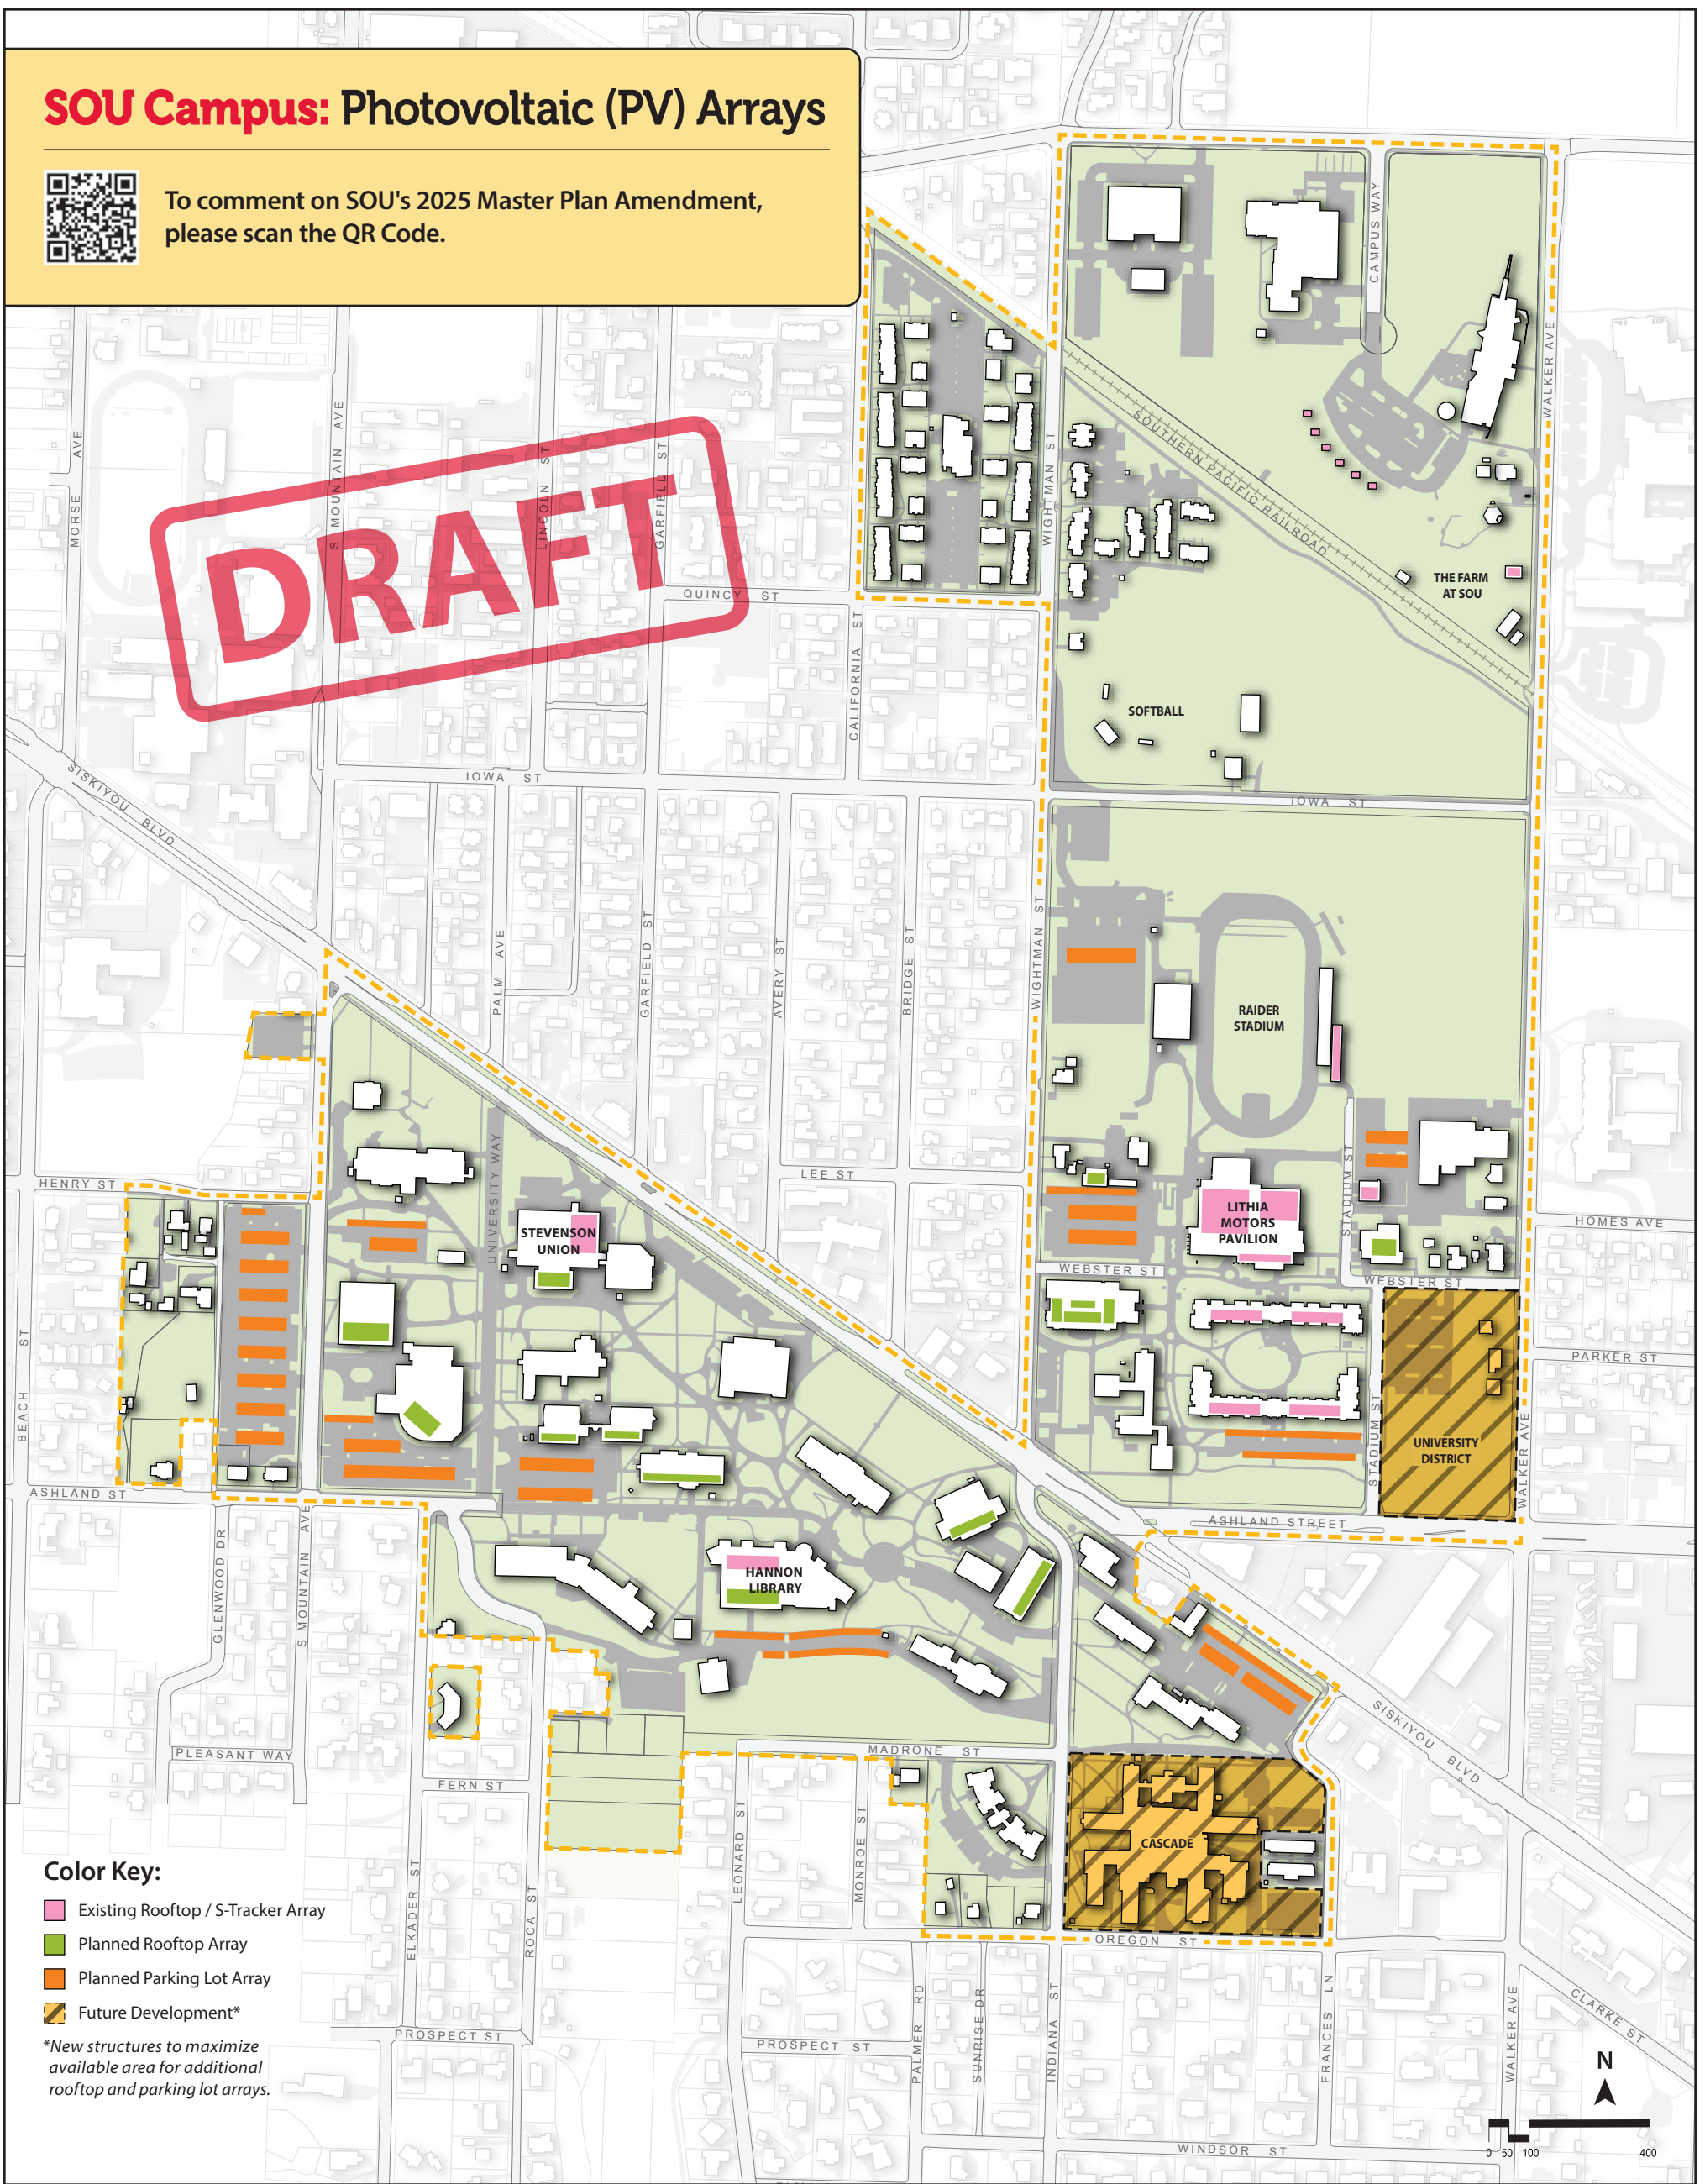 SOU Campus: Photovoltaic (PV) Arrays
To comment on SOU's 2025 Master Plan Amendment,
please scan the QR Code.
DRAFT
CAMPUS WAY
WALKER AVE
MORSE AVE
S MOUNTAIN AVE
LINCOLN ST
GARFIELD ST
WIGHTMAN ST
SOUTHERN PACIFIC RAILROAD
THE FARM
AT SOU
QUINCY ST
CALIFORNIA ST
SOFTBALL
SISKIYOU BLVD
IOWA ST
IOWA ST
PALM AVE
GARFIELD ST
AVERY ST
BRIDGE ST
WIGHTMAN ST
RAIDER
STADIUM
UNIVERSITY WAY
HENRY ST.
LEE ST
STADIUM ST
STEVENSON
UNION
LITHIA
MOTORS
PAVILION
HOMES AVE
WEBSTER ST
WEBSTER ST
PARKER ST
BEACH ST
STADIUM ST
WALKER AVE
UNIVERSITY
DISTRICT
ASHLAND ST
ASHLAND STREET
GLENWOOD DR
S MOUNTAIN AVE
HANNON
LIBRARY
SISKIYOU BLVD
PLEASANT WAY
MADRONE ST
FERN ST
LEONARD ST
MONROE ST
CASCADE
ELKADER ST
ROCA ST
OREGON ST
PROSPECT ST
PROSPECT ST
PALMER RD
SUNRISE DR
INDIANA ST
FRANCES LN
WALKER AVE
CLARKE ST
WINDSOR ST
Color Key:
Existing Rooftop / S-Tracker Array
Planned Rooftop Array
Planned Parking Lot Array
Future Development*
*New structures to maximize
available area for additional
rooftop and parking lot arrays.
N
0 50 100 400